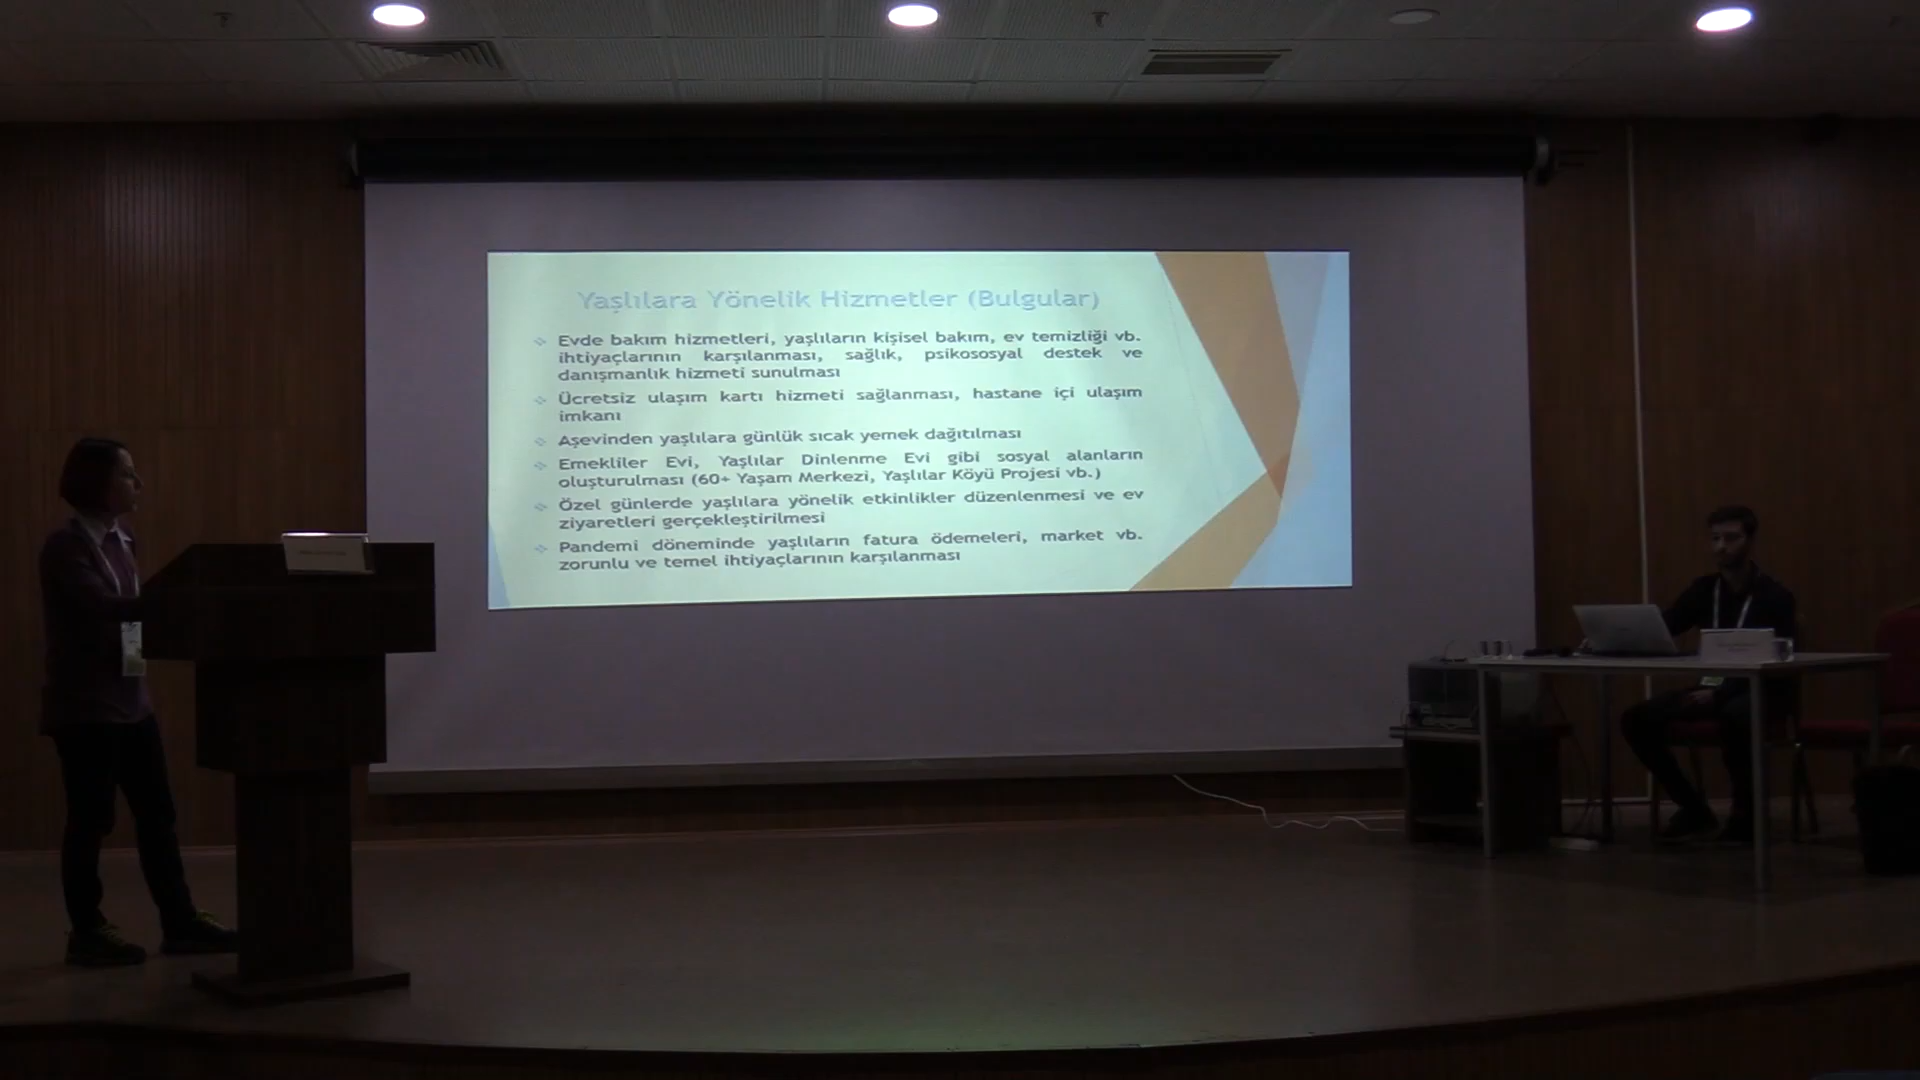 Yaşlılara Yönelik Hizmetler (Bulgular)
Evde bakım hizmetleri, yaşlıların kişisel bakım, ev temizliği vb.
ihtiyaçlarının karşılanması, sağlık, psikososyal destek ve
danışmanlık hizmeti sunulması
Ücretsiz ulaşım kartı hizmeti sağlanması, hastane içi ulaşım
imkanı
Aşevinden yaşlılara günlük sıcak yemek dağıtılması
Emekliler Evi, Yaşlılar Dinlenme Evi gibi sosyal alanların
oluşturulması (60+ Yaşam Merkezi, Yaşlılar Köyü Projesi vb.)
Özel günlerde yaşlılara yönelik etkinlikler düzenlenmesi ve ev
ziyaretleri gerçekleştirilmesi
Pandemi döneminde yaşlıların fatura ödemeleri, market vb.
zorunlu ve temel ihtiyaçlarının karşılanması